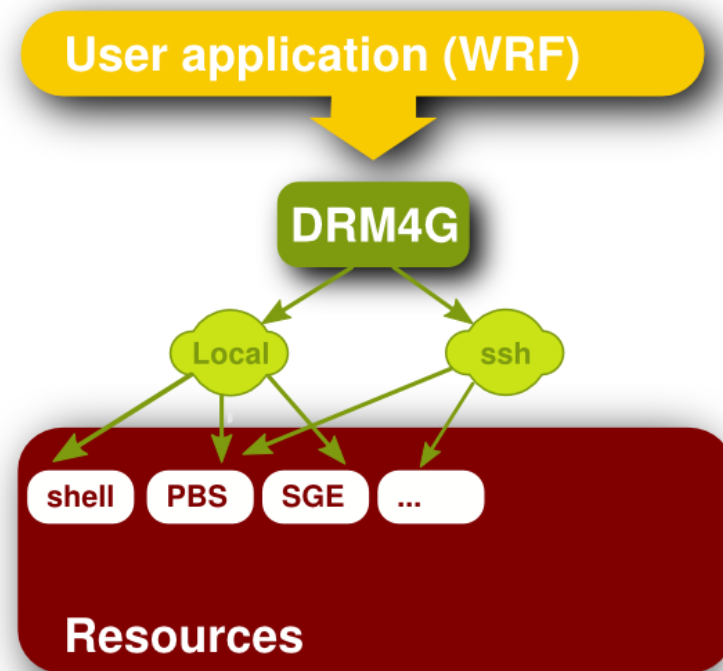 User application (WRF)
DRM4G
Local
ssh
shell
PBS
SGE
...
Resources